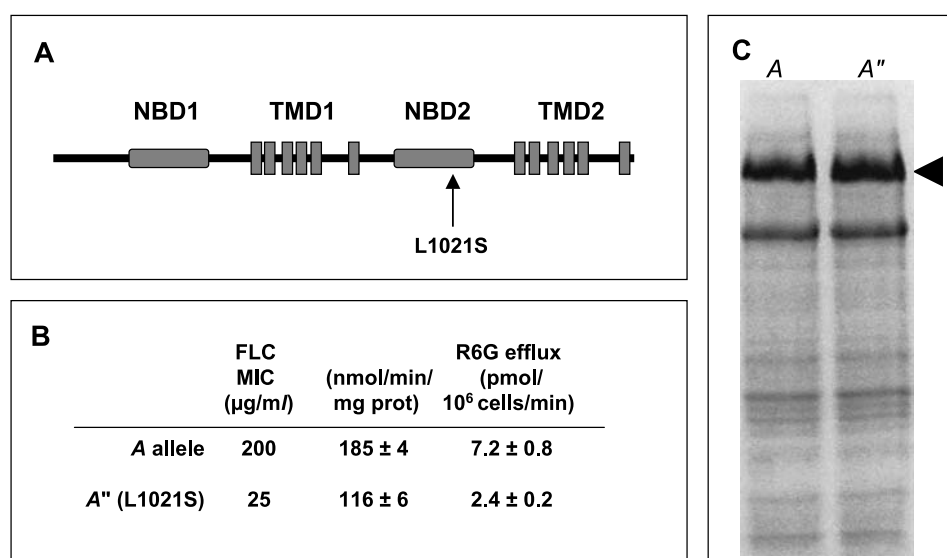 A
NBD1 TMD1 NBD2 TMD2
L1021S
B
FLC MIC (µg/ml) (nmol/min/ mg prot) R6G efflux (pmol/ 10⁶ cells/min)
A allele 200 185 ± 4 7.2 ± 0.8
A" (L1021S) 25 116 ± 6 2.4 ± 0.2
C
A A"